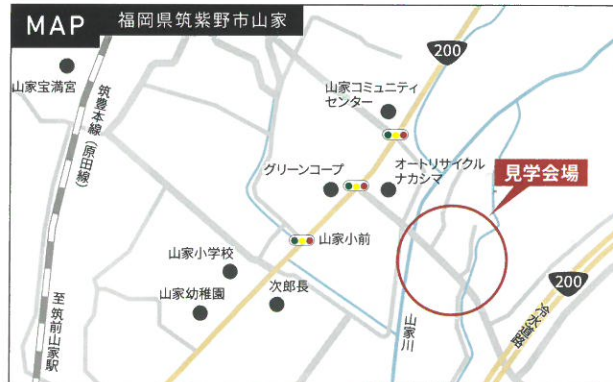 MAP
福岡県筑紫野市山家
山家宝満宮
筑豊本線(原田線)
至筑前山家駅
200
山家コミュニティ
センター
グリーンコープ
オートリサイクル
ナカシマ
見学会場
山家小前
山家小学校
山家幼稚園
次郎長
山家川
200
冷水道路